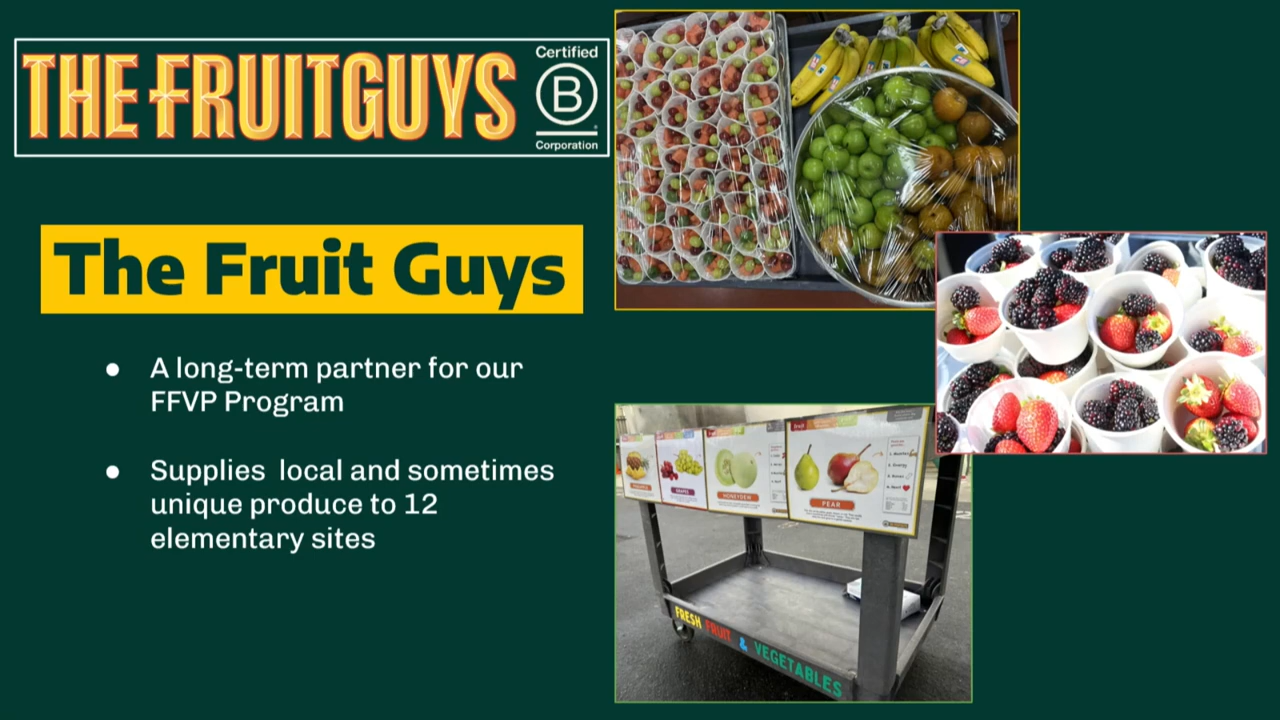 THE FRUITGUYS
Certified
B
Corporation
The Fruit Guys
● A long-term partner for our
FFVP Program
● Supplies  local and sometimes
unique produce to 12
elementary sites
HONEYDEW
PEAR
FRESH FRUIT & VEGETABLES